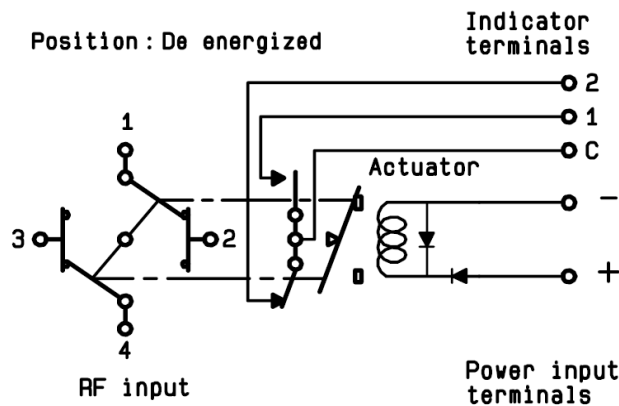 Position : De energized
Indicator
terminals
2
1
C
1
Actuator
3
2
-
+
4
RF input
Power input
terminals